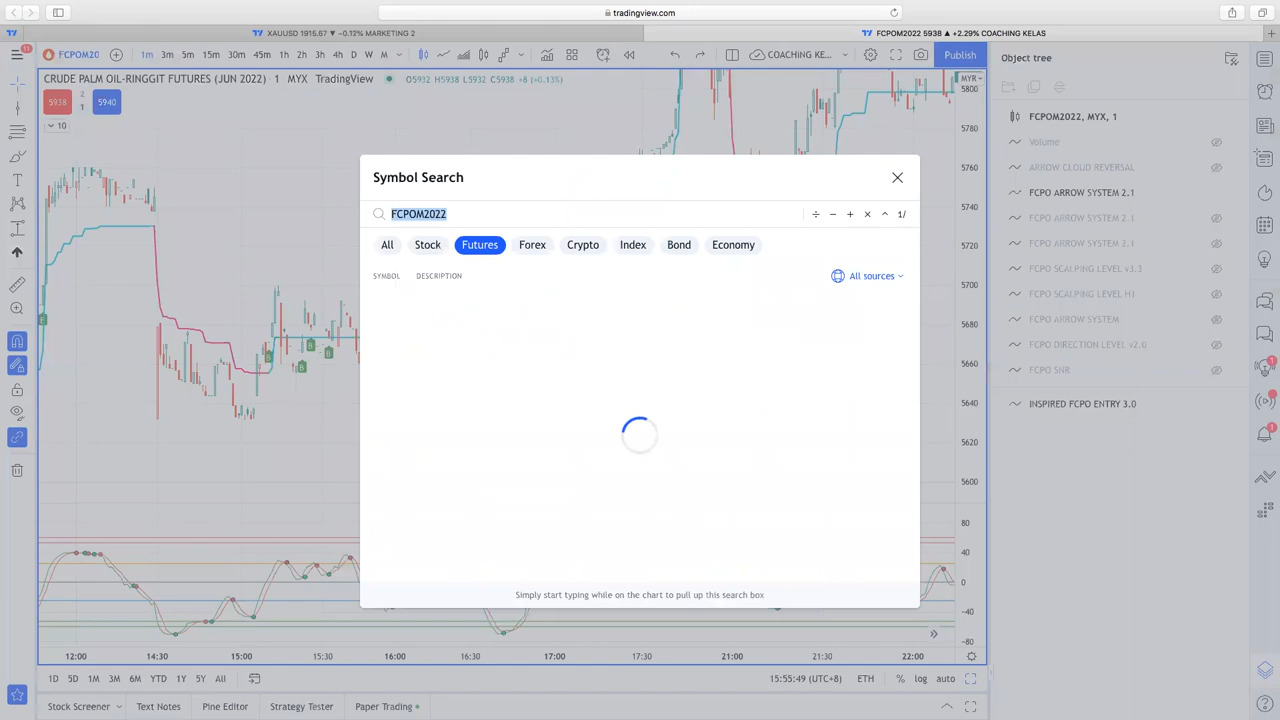 tradingview.com
XAUUSD 1915.67 ▼ −0.12% MARKETING 2
FCPOM2022 5938 ▲ +2.29% COACHING KELAS
11
FCPOM20
1m 3m 5m 15m 30m 45m 1h 2h 3h 4h D W M
COACHING KE...
Publish
Object tree
CRUDE PALM OIL-RINGGIT FUTURES (JUN 2022) 1 MYX TradingView
O5932 H5938 L5932 C5938 +8 (+0.13%)
MYR
5938
2
1
5940
10
5800
5780
5760
5740
5720
5700
5680
5660
5640
5620
5600
80
40
0
−40
−80
B
B
B
B
B
Symbol Search
FCPOM2022
÷ − + × ^ 1/
All Stock Futures Forex Crypto Index Bond Economy
SYMBOL DESCRIPTION
All sources
Simply start typing while on the chart to pull up this search box
FCPOM2022, MYX, 1
Volume
ARROW CLOUD REVERSAL
FCPO ARROW SYSTEM 2.1
FCPO ARROW SYSTEM 2.1
FCPO ARROW SYSTEM 2.1
FCPO SCALPING LEVEL v3.3
FCPO SCALPING LEVEL H1
FCPO ARROW SYSTEM
FCPO DIRECTION LEVEL v2.0
FCPO SNR
INSPIRED FCPO ENTRY 3.0
1
1
12:00 14:30 15:00 15:30 16:00 16:30 17:00 17:30 21:00 21:30 22:00
1D 5D 1M 3M 6M YTD 1Y 5Y All
15:55:49 (UTC+8) ETH % log auto
Stock Screener Text Notes Pine Editor Strategy Tester Paper Trading